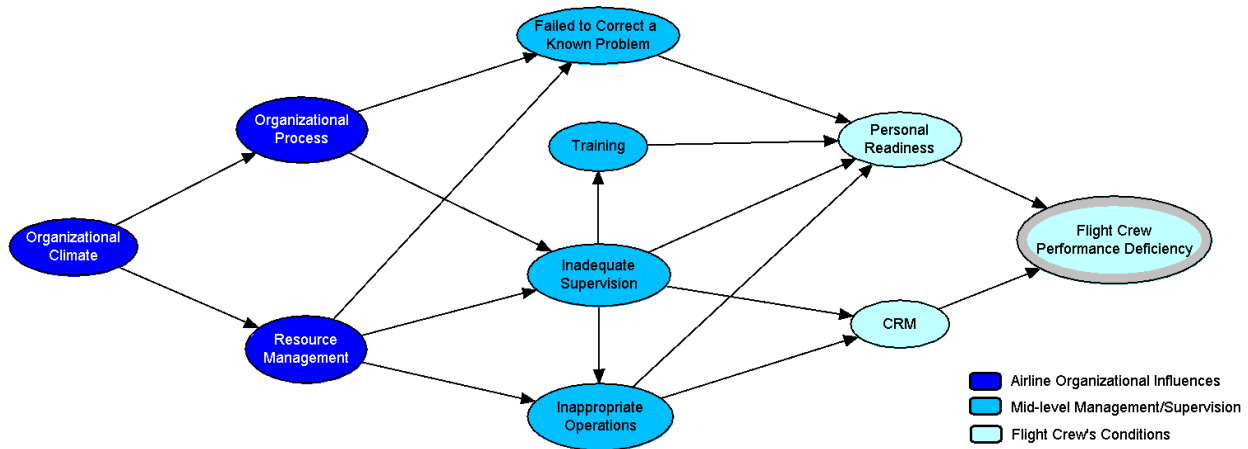 Failed to Correct a
Known Problem
Organizational
Process
Training
Personal
Readiness
Organizational
Climate
Inadequate
Supervision
Flight Crew
Performance Deficiency
Resource
Management
CRM
Inappropriate
Operations
Airline Organizational Influences
Mid-level Management/Supervision
Flight Crew's Conditions